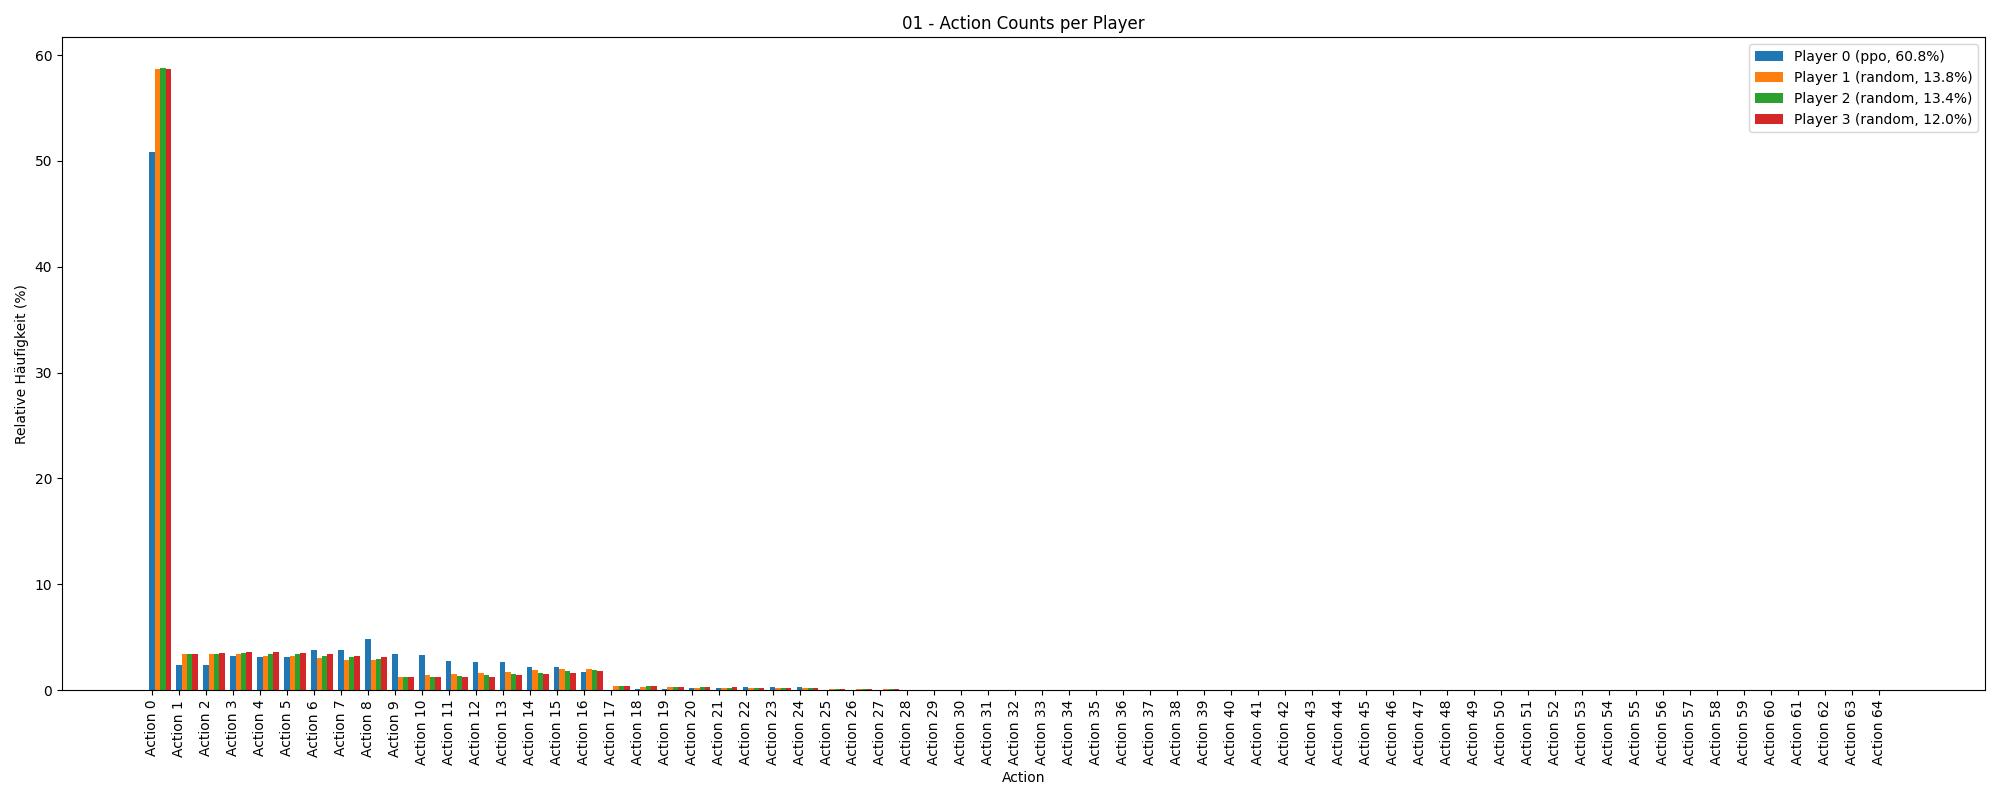 01 - Action Counts per Player
Player 0 (ppo, 60.8%)
Player 1 (random, 13.8%)
Player 2 (random, 13.4%)
Player 3 (random, 12.0%)
Relative Häufigkeit (%)
60
50
40
30
20
10
0
Action 0
Action 1
Action 2
Action 3
Action 4
Action 5
Action 6
Action 7
Action 8
Action 9
Action 10
Action 11
Action 12
Action 13
Action 14
Action 15
Action 16
Action 17
Action 18
Action 19
Action 20
Action 21
Action 22
Action 23
Action 24
Action 25
Action 26
Action 27
Action 28
Action 29
Action 30
Action 31
Action 32
Action 33
Action 34
Action 35
Action 36
Action 37
Action 38
Action 39
Action 40
Action 41
Action 42
Action 43
Action 44
Action 45
Action 46
Action 47
Action 48
Action 49
Action 50
Action 51
Action 52
Action 53
Action 54
Action 55
Action 56
Action 57
Action 58
Action 59
Action 60
Action 61
Action 62
Action 63
Action 64
Action